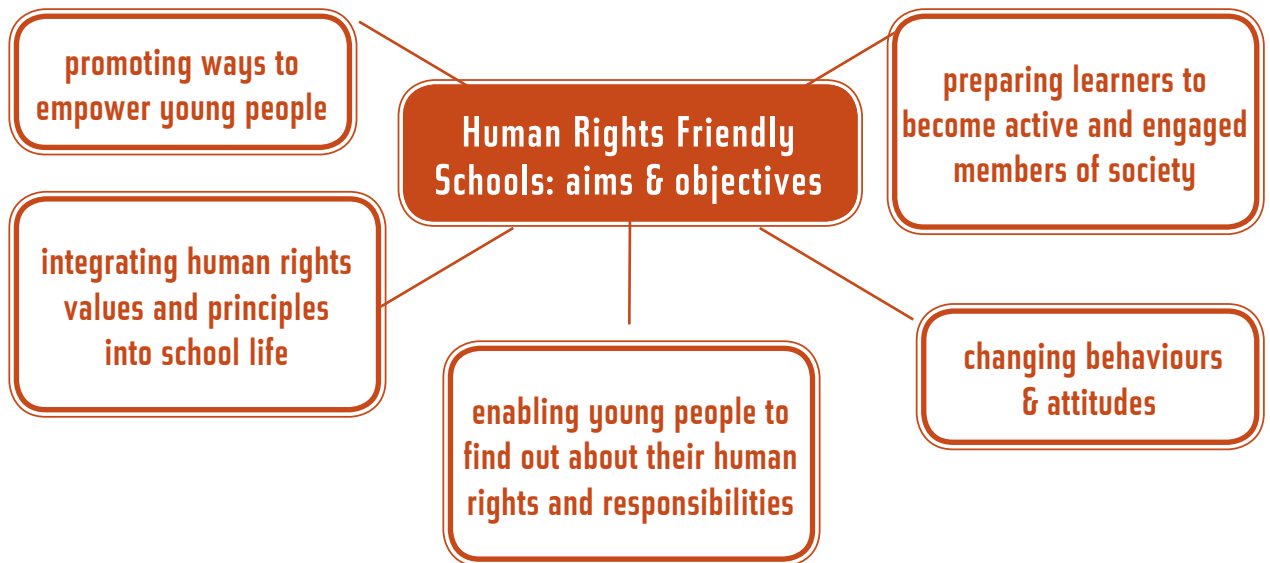 promoting ways to
empower young people
Human Rights Friendly
Schools: aims & objectives
preparing learners to
become active and engaged
members of society
integrating human rights
values and principles
into school life
enabling young people to
find out about their human
rights and responsibilities
changing behaviours
& attitudes